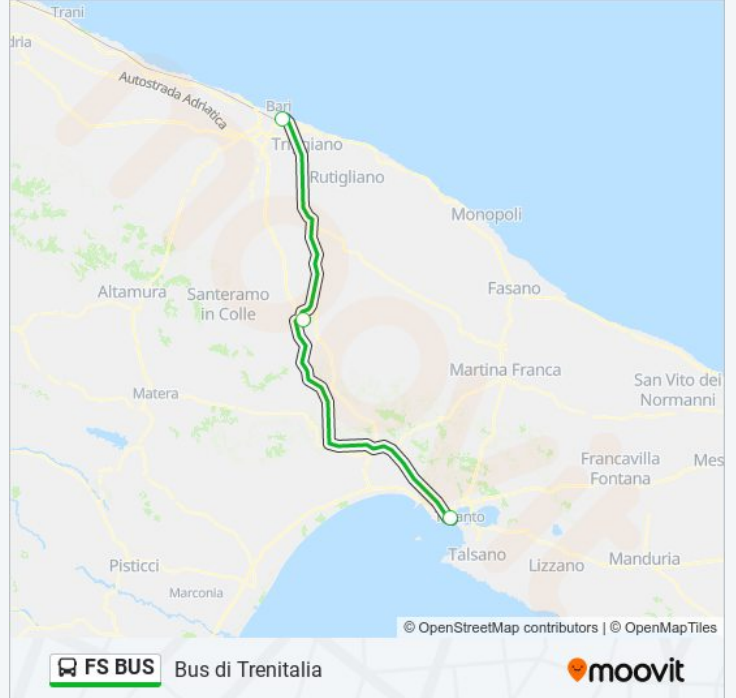 Trani
dria
Autostrada Adriatica
Bari
Rutigliano
Monopoli
Altamura
Santeramo
in Colle
Fasano
Martina Franca
Matera
San Vito dei
Normanni
Francavilla
Fontana
Mes
Talsano
Lizzano
Manduria
Pisticci
Marconia
© OpenStreetMap contributors | © OpenMapTiles
FS BUS
Bus di Trenitalia
moovit